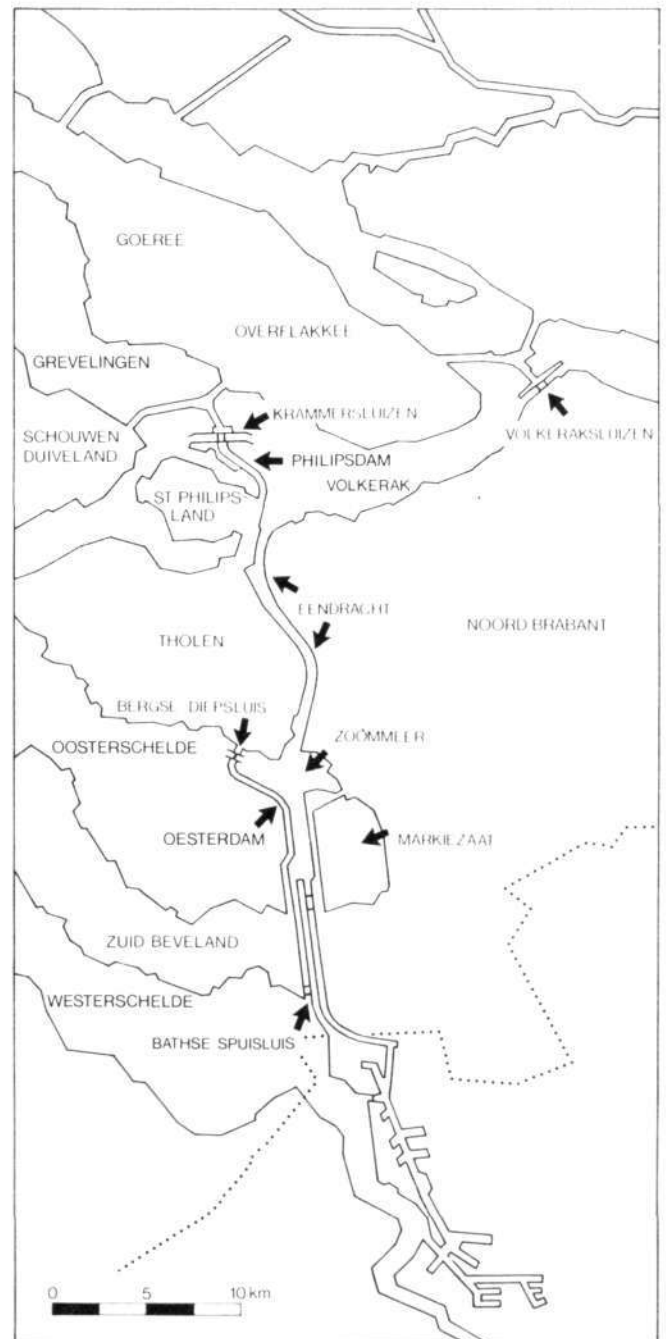 GOEREE
OVERFLAKKEE
GREVELINGEN
KRAMMERSLUIZEN
SCHOUWEN
DUIVELAND
VOLKERAKSLUIZEN
PHILIPSDAM
VOLKERAK
ST PHILIPS-
LAND
EENDRACHT
NOORD BRABANT
THOLEN
BERGSE DIEPSLUIS
ZOÖMMEER
OOSTERSCHELDE
OESTERDAM
MARKIEZAAT
ZUID BEVELAND
WESTERSCHELDE
BATHSE SPUISLUIS
0 5 10 km